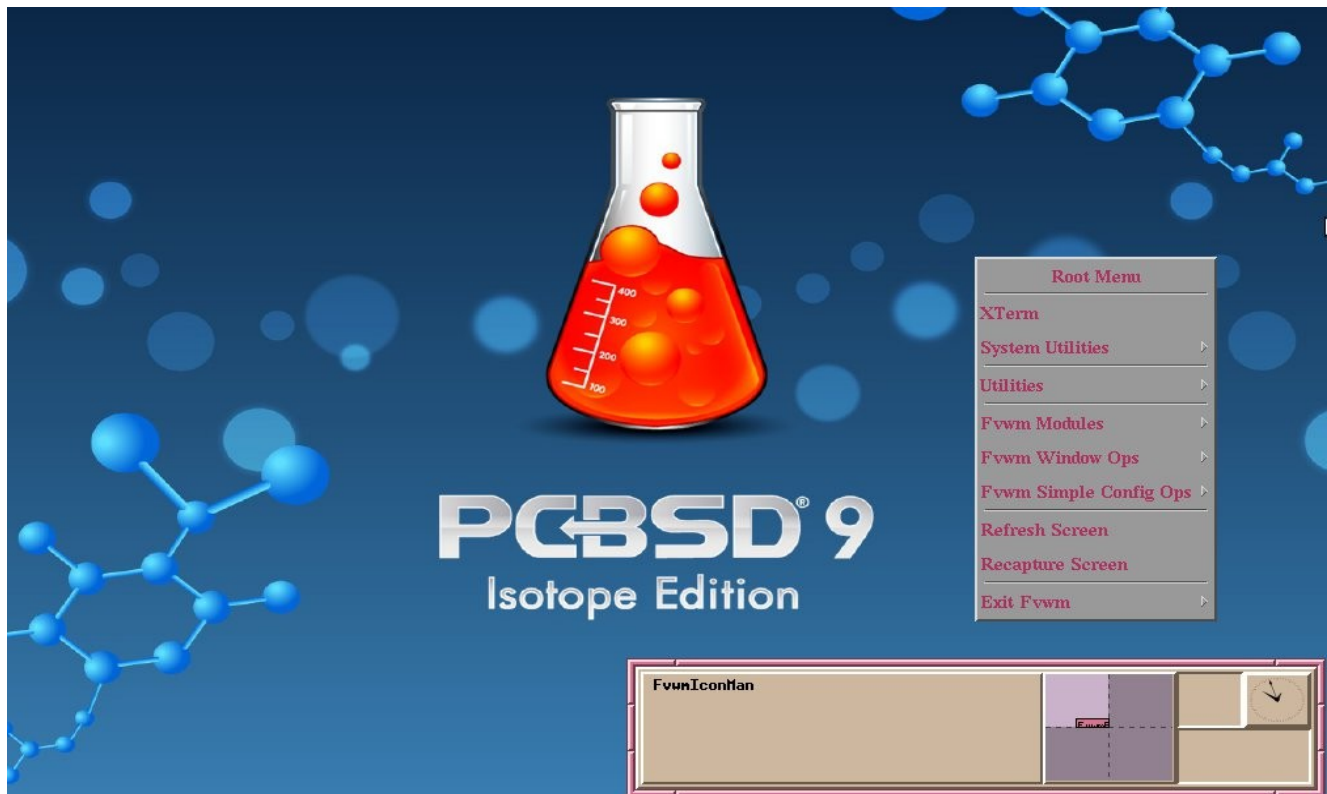 400
300
200
100
PCBSD® 9
Isotope Edition
Root Menu
XTerm
System Utilities
Utilities
Fvwm Modules
Fvwm Window Ops
Fvwm Simple Config Ops
Refresh Screen
Recapture Screen
Exit Fvwm
FvwmIconMan